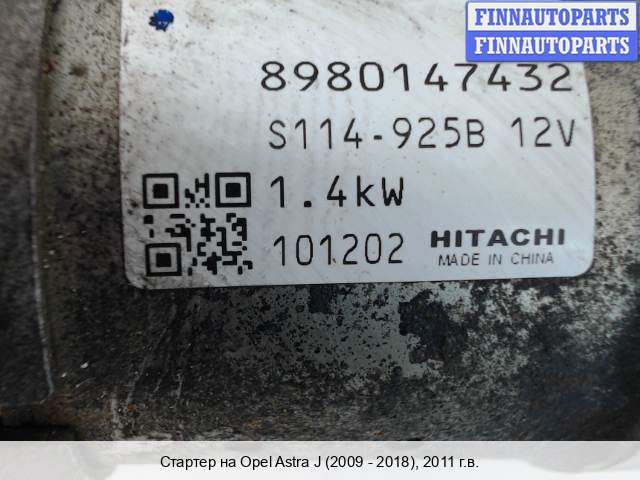 FINNAUTOPARTS
FINNAUTOPARTS
8980147432
S114-925B 12V
1.4kW
101202 HITACHI
MADE IN CHINA
Стартер на Opel Astra J (2009 - 2018), 2011 г.в.